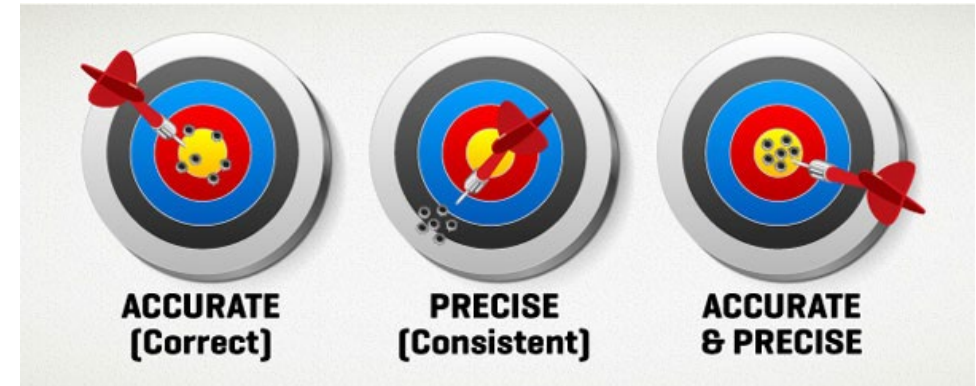 ACCURATE
(Correct)
PRECISE
(Consistent)
ACCURATE
& PRECISE